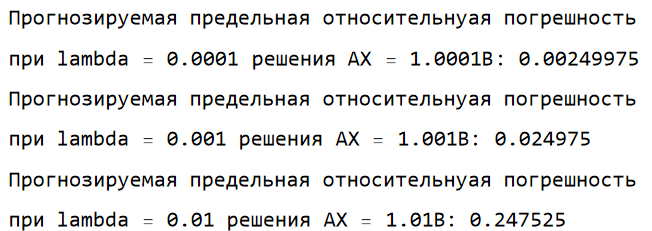 Прогнозируемая предельная относительнуая погрешность
при lambda = 0.0001 решения AX = 1.0001B: 0.00249975
Прогнозируемая предельная относительнуая погрешность
при lambda = 0.001 решения AX = 1.001B: 0.024975
Прогнозируемая предельная относительнуая погрешность
при lambda = 0.01 решения AX = 1.01B: 0.247525